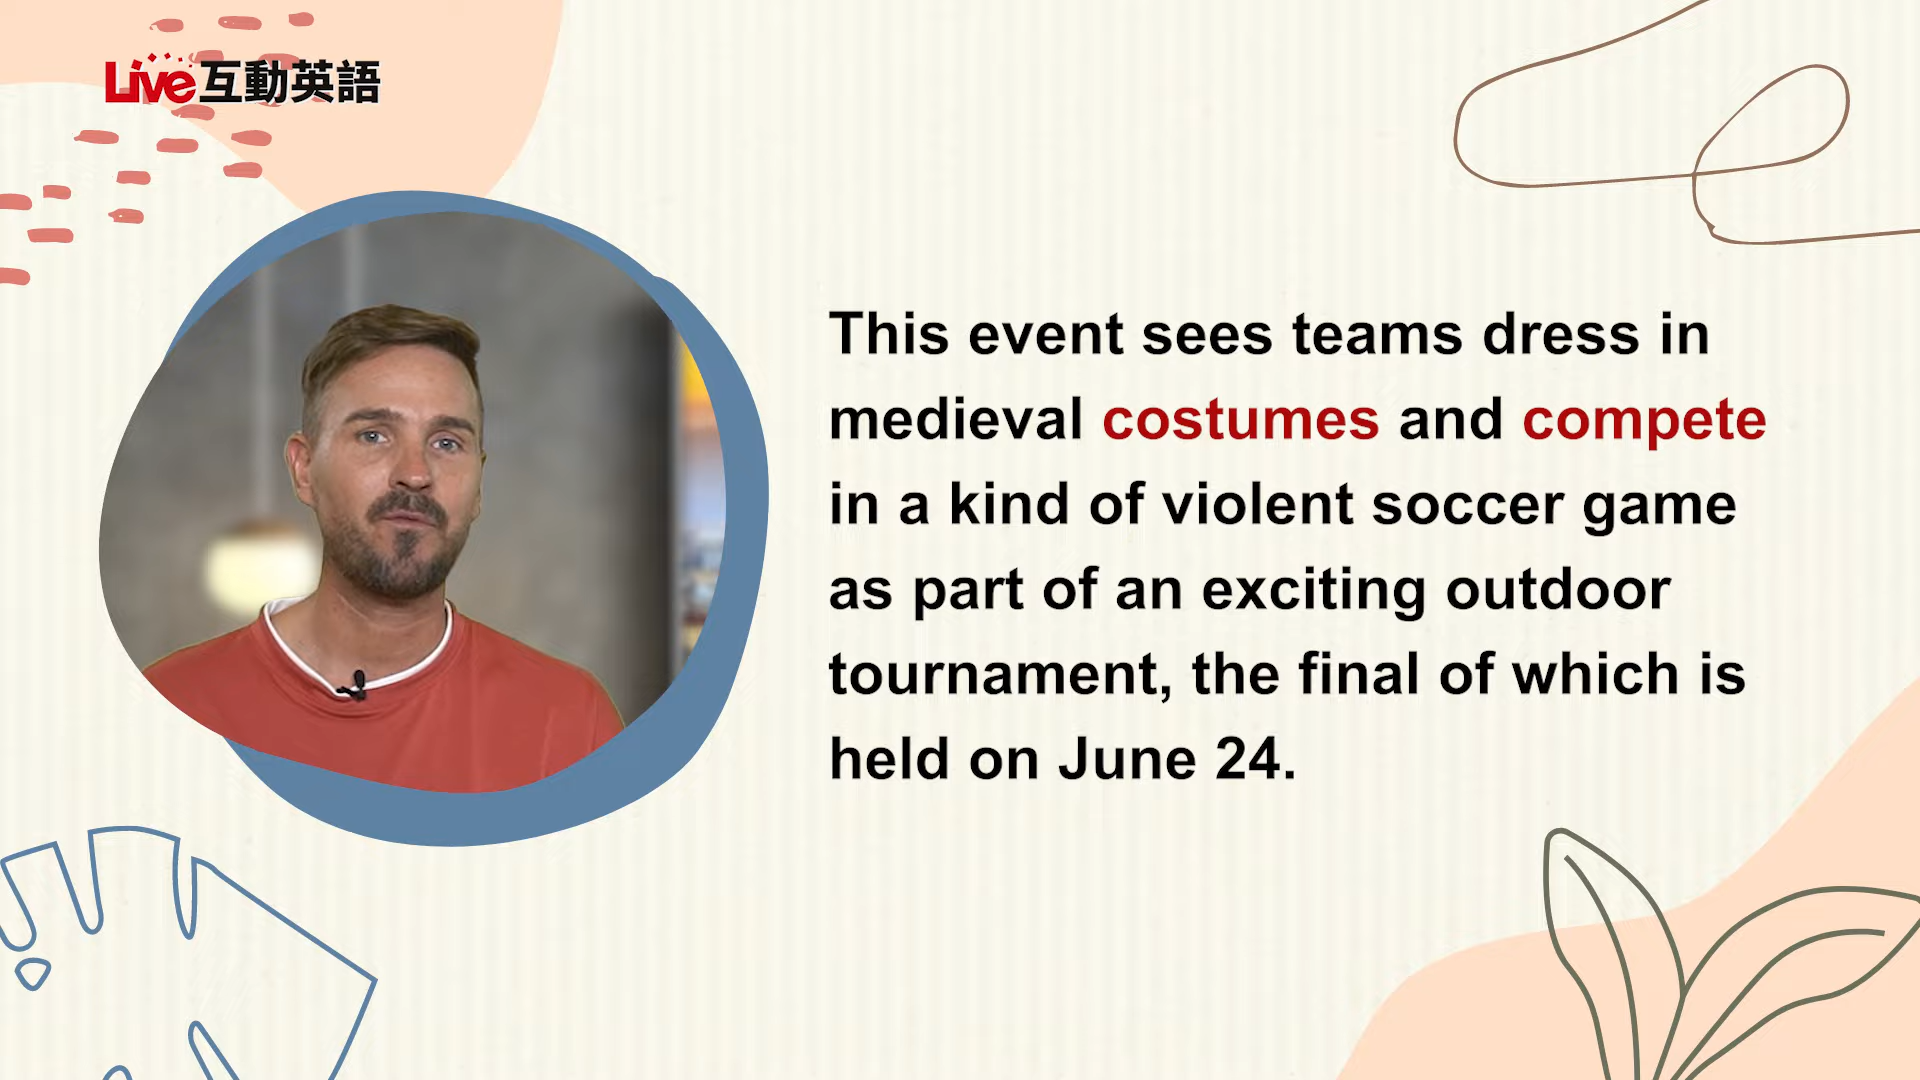 Live互動英語
This event sees teams dress in
medieval costumes and compete
in a kind of violent soccer game
as part of an exciting outdoor
tournament, the final of which is
held on June 24.